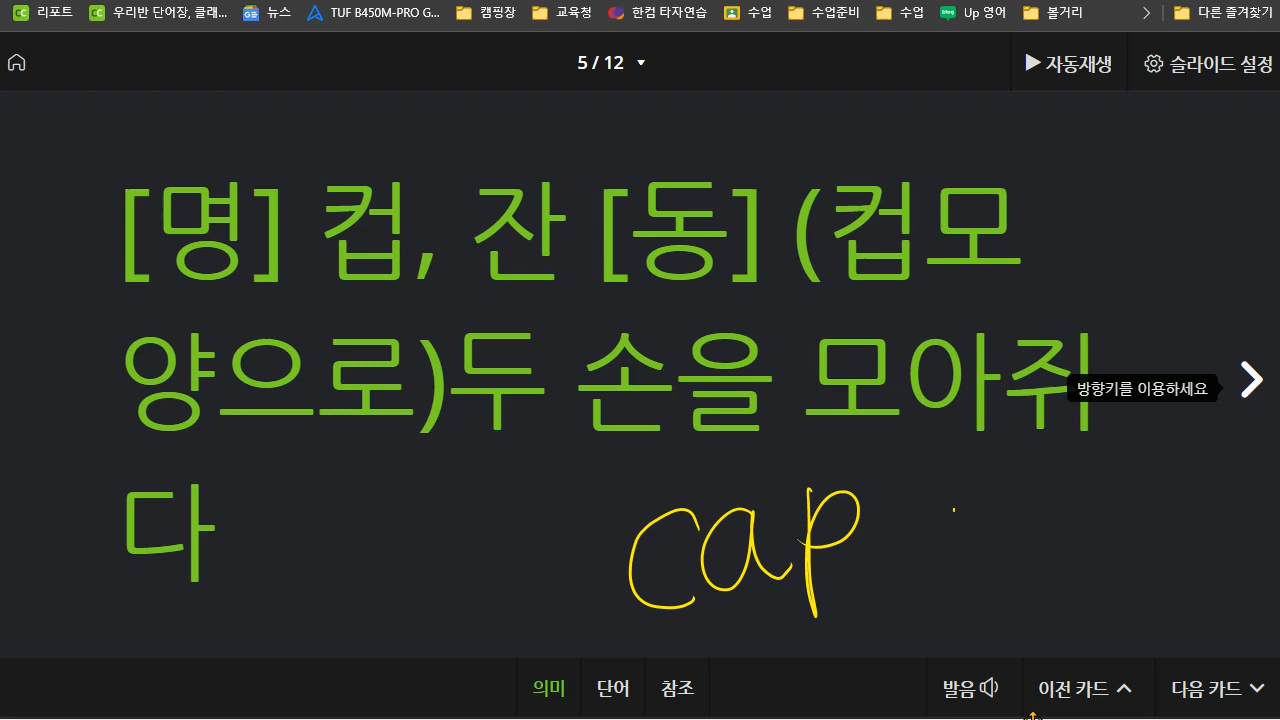 리포트 우리반 단어장, 클래... 뉴스 TUF B450M-PRO G... 캠핑장 교육청 한컴 타자연습 수업 수업준비 수업 Up 영어 볼거리 다른 즐겨찾기
5 / 12 자동재생 슬라이드 설정
[명] 컵, 잔 [동] (컵모
양으로)두 손을 모아쥐
방향키를 이용하세요
다
cap
의미 단어 참조 발음 이전 카드 다음 카드